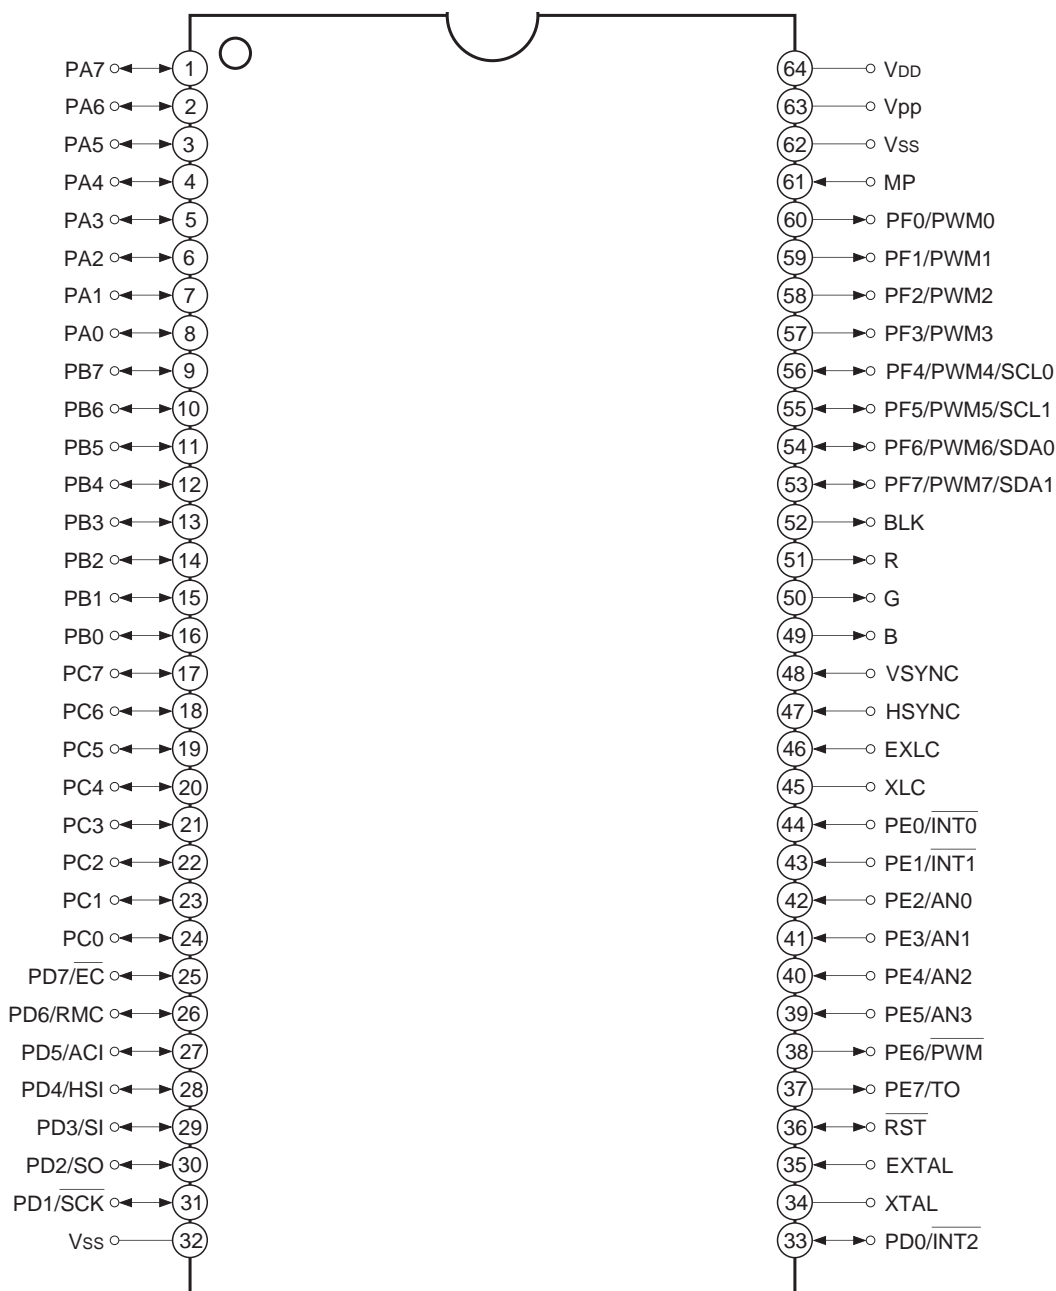 PA7 1 64 VDD
PA6 2 63 Vpp
PA5 3 62 Vss
PA4 4 61 MP
PA3 5 60 PF0/PWM0
PA2 6 59 PF1/PWM1
PA1 7 58 PF2/PWM2
PA0 8 57 PF3/PWM3
PB7 9 56 PF4/PWM4/SCL0
PB6 10 55 PF5/PWM5/SCL1
PB5 11 54 PF6/PWM6/SDA0
PB4 12 53 PF7/PWM7/SDA1
PB3 13 52 BLK
PB2 14 51 R
PB1 15 50 G
PB0 16 49 B
PC7 17 48 VSYNC
PC6 18 47 HSYNC
PC5 19 46 EXLC
PC4 20 45 XLC
PC3 21 44 PE0/INT0
PC2 22 43 PE1/INT1
PC1 23 42 PE2/AN0
PC0 24 41 PE3/AN1
PD7/EC 25 40 PE4/AN2
PD6/RMC 26 39 PE5/AN3
PD5/ACI 27 38 PE6/PWM
PD4/HSI 28 37 PE7/TO
PD3/SI 29 36 RST
PD2/SO 30 35 EXTAL
PD1/SCK 31 34 XTAL
Vss 32 33 PD0/INT2